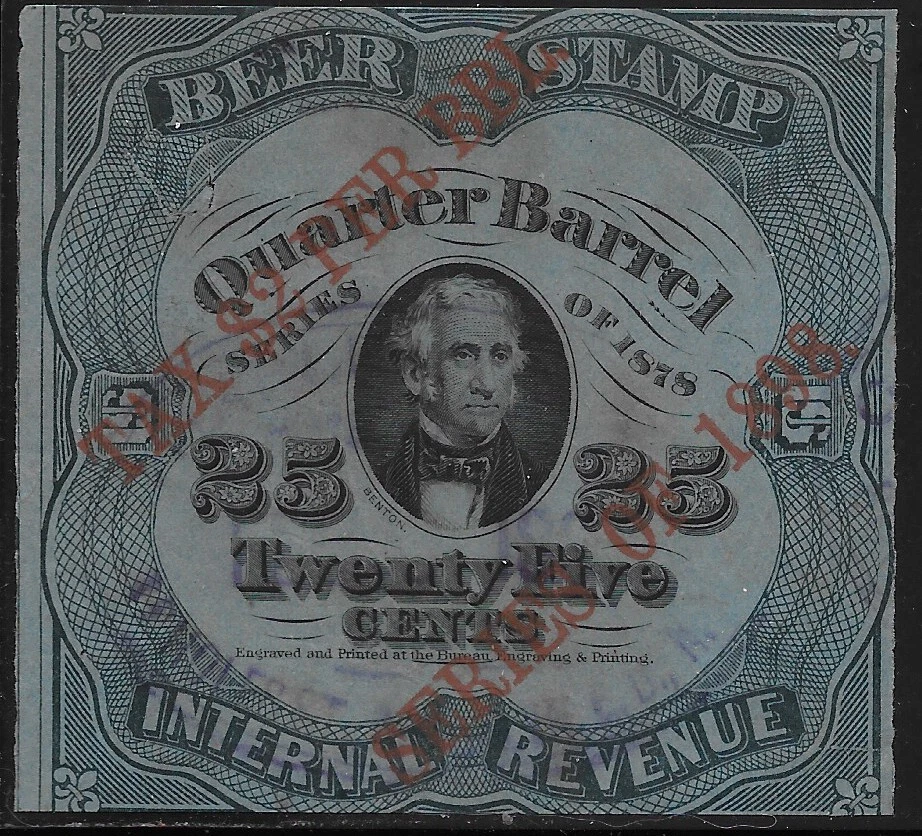 BEER STAMP
Quarter Barrel
SERIES OF 1878
25 25
BENTON.
Twenty Five
CENTS
Engraved and Printed at the Bureau, Engraving & Printing.
INTERNAL REVENUE
TAX $2 PER BBL.
SERIES OF 1898.